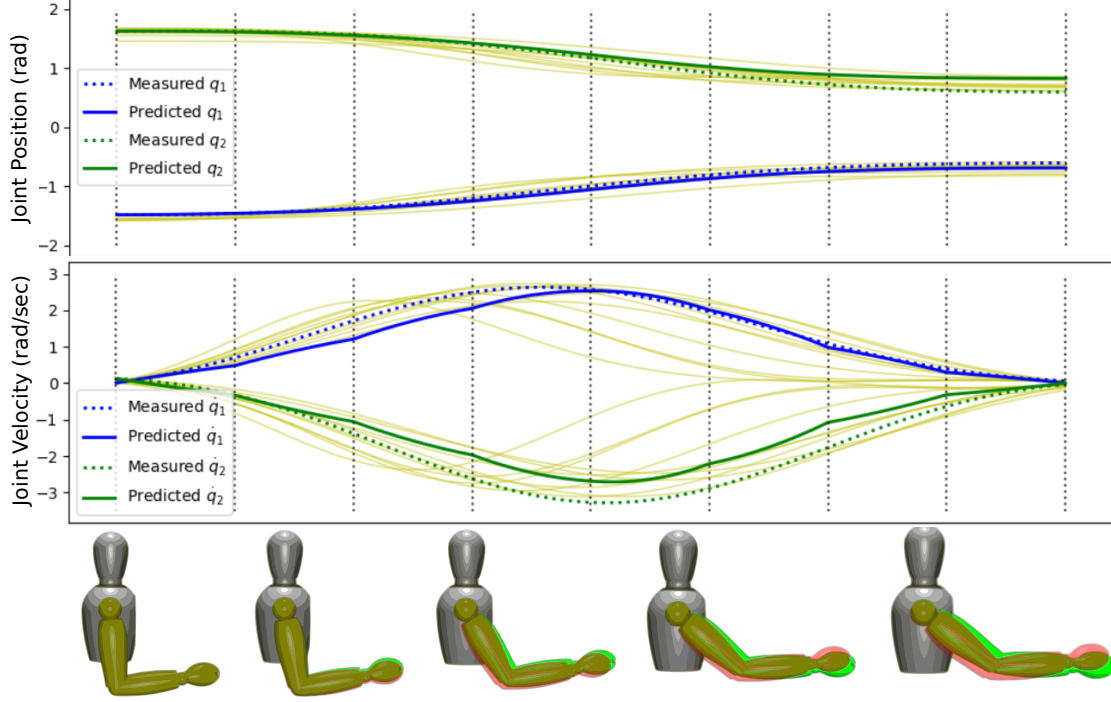 Joint Position (rad)
2
1
0
−1
−2
Measured q₁
Predicted q₁
Measured q₂
Predicted q₂
Joint Velocity (rad/sec)
3
2
1
0
−1
−2
−3
Measured q̇₁
Predicted q̇₁
Measured q̇₂
Predicted q̇₂